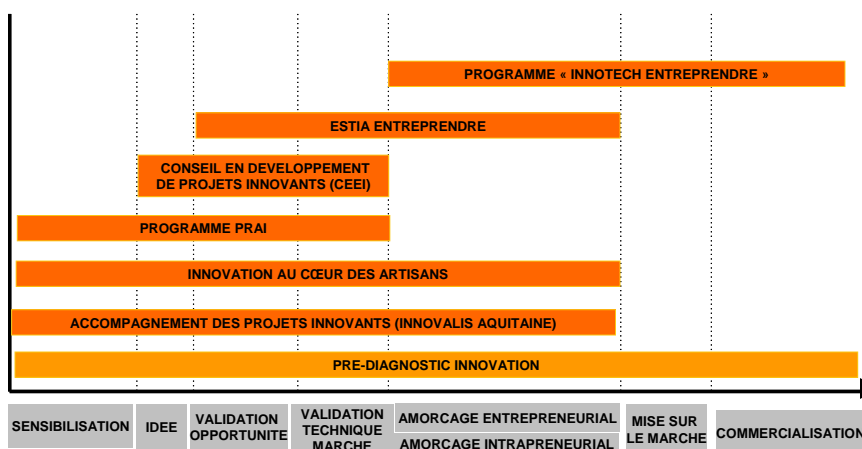 PROGRAMME « INNOTECH ENTREPRENDRE »
ESTIA ENTREPRENDRE
CONSEIL EN DEVELOPPEMENT
DE PROJETS INNOVANTS (CEEI)
PROGRAMME PRAI
INNOVATION AU CŒUR DES ARTISANS
ACCOMPAGNEMENT DES PROJETS INNOVANTS (INNOVALIS AQUITAINE)
PRE-DIAGNOSTIC INNOVATION
SENSIBILISATION
IDEE
VALIDATION
OPPORTUNITE
VALIDATION
TECHNIQUE
MARCHE
AMORCAGE ENTREPRENEURIAL
AMORCAGE INTRAPRENEURIAL
MISE SUR
LE MARCHE
COMMERCIALISATION